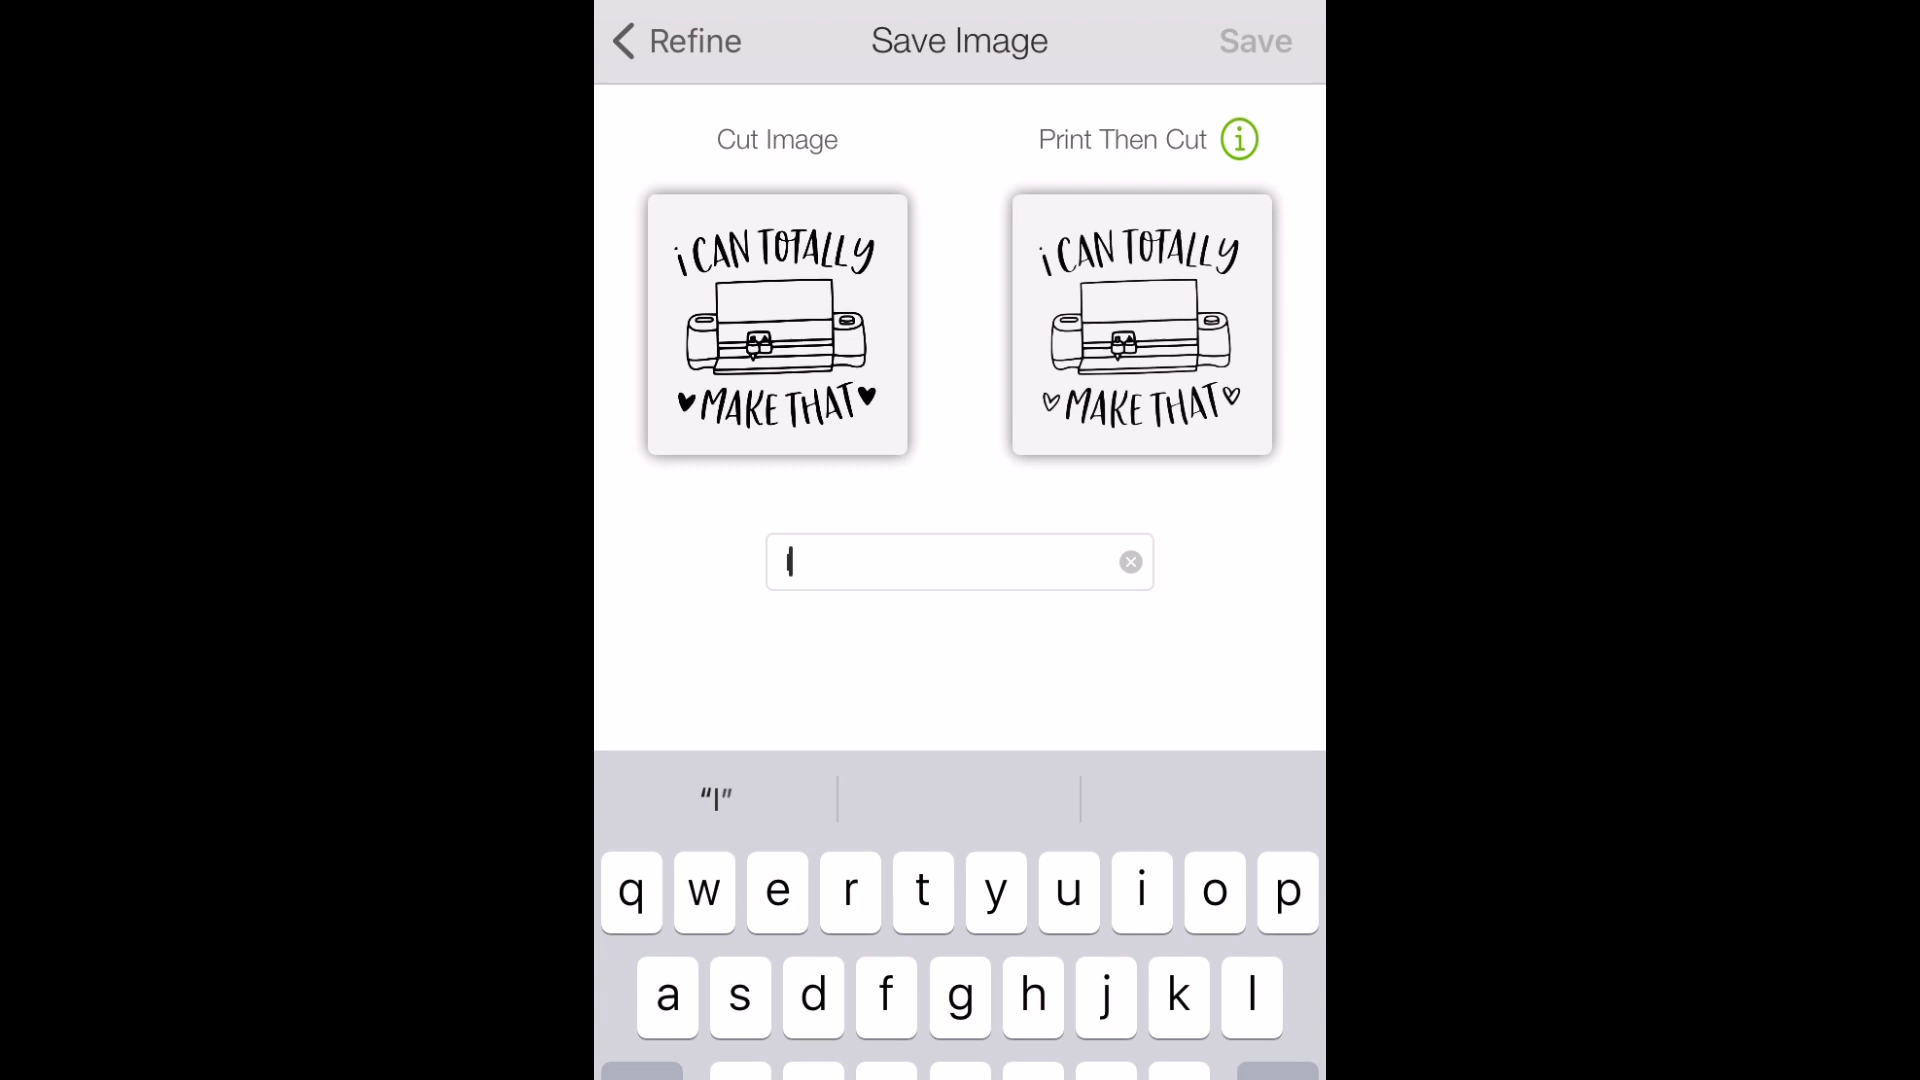 Refine Save Image Save
Cut Image Print Then Cut i
i CAN TOTALLY
MAKE THAT
i CAN TOTALLY
MAKE THAT
I
“I”
q w e r t y u i o p
a s d f g h j k l